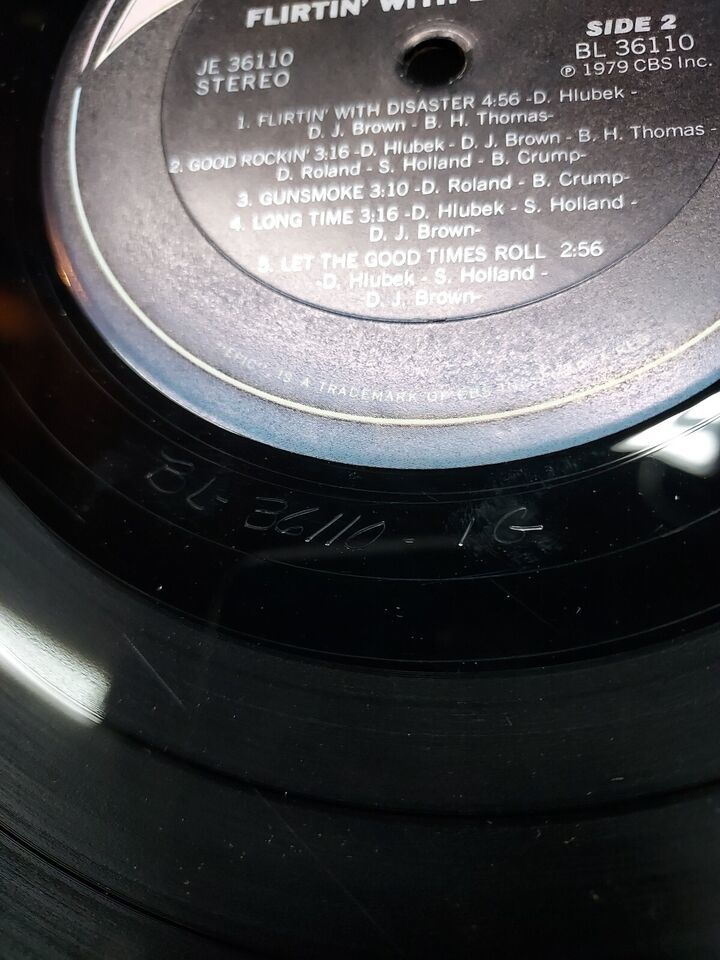 FLIRTIN' WITH
SIDE 2
JE 36110
BL 36110
STEREO
℗ 1979 CBS Inc.
1. FLIRTIN' WITH DISASTER 4:56 -D. Hlubek -
D. J. Brown - B. H. Thomas-
2. GOOD ROCKIN' 3:16 -D. Hlubek - D. J. Brown - B. H. Thomas -
D. Roland - S. Holland - B. Crump-
3. GUNSMOKE 3:10 -D. Roland - B. Crump-
4. LONG TIME 3:16 -D. Hlubek - S. Holland -
D. J. Brown-
5. LET THE GOOD TIMES ROLL 2:56
-D. Hlubek - S. Holland -
-D. J. Brown-
IS A TRADEMARK OF CBS
BL-36110-1G